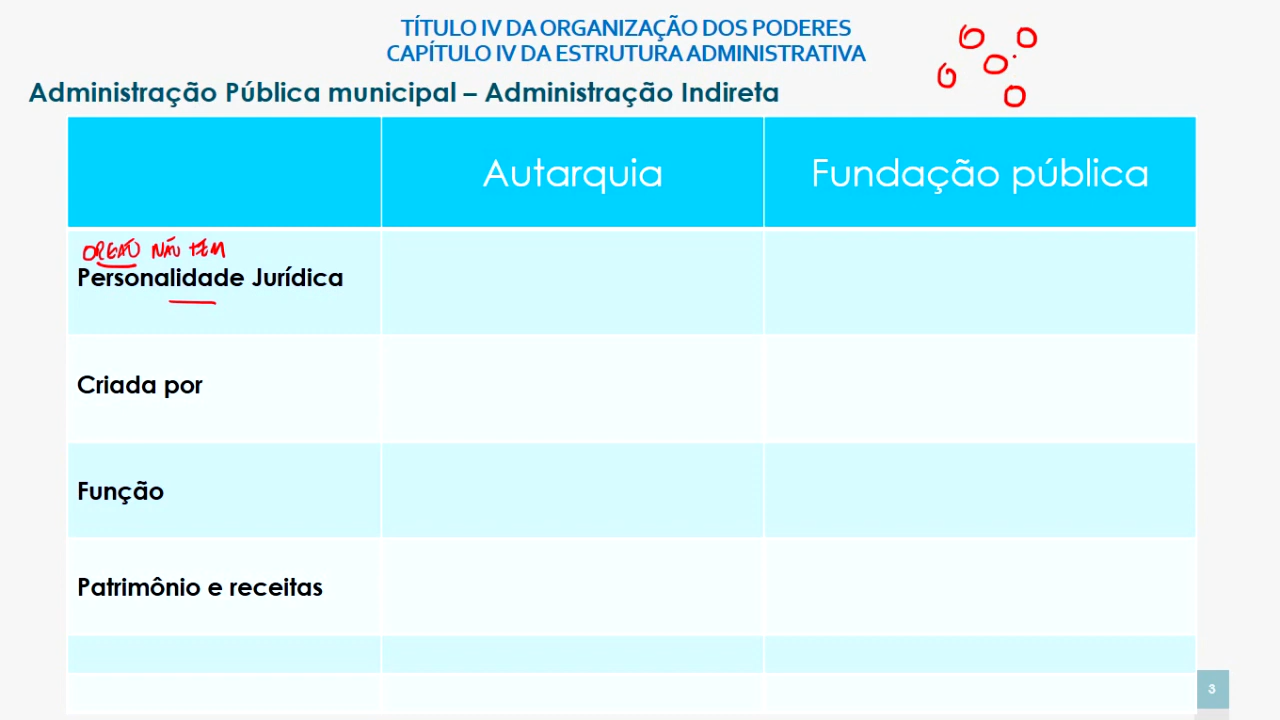 TÍTULO IV DA ORGANIZAÇÃO DOS PODERES
CAPÍTULO IV DA ESTRUTURA ADMINISTRATIVA
Administração Pública municipal – Administração Indireta
Autarquia
Fundação pública
ORGÃO NÃO TEM
Personalidade Jurídica
Criada por
Função
Patrimônio e receitas
3